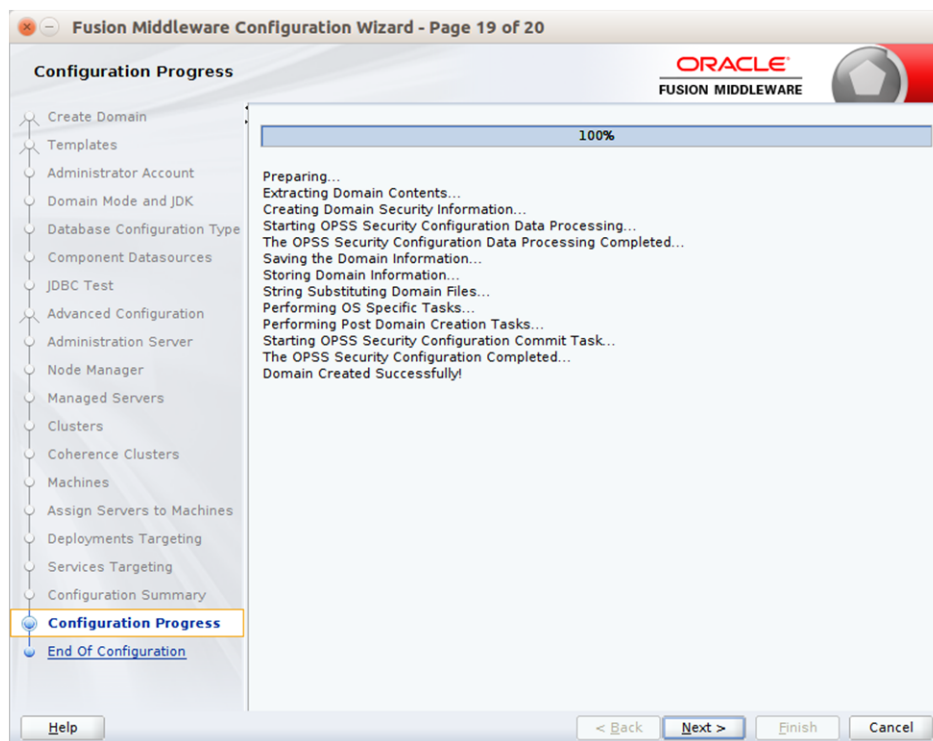 Fusion Middleware Configuration Wizard - Page 19 of 20
Configuration Progress
ORACLE
FUSION MIDDLEWARE
Create Domain
Templates
Administrator Account
Domain Mode and JDK
Database Configuration Type
Component Datasources
JDBC Test
Advanced Configuration
Administration Server
Node Manager
Managed Servers
Clusters
Coherence Clusters
Machines
Assign Servers to Machines
Deployments Targeting
Services Targeting
Configuration Summary
Configuration Progress
End Of Configuration
100%
Preparing...
Extracting Domain Contents...
Creating Domain Security Information...
Starting OPSS Security Configuration Data Processing...
The OPSS Security Configuration Data Processing Completed...
Saving the Domain Information...
Storing Domain Information...
String Substituting Domain Files...
Performing OS Specific Tasks...
Performing Post Domain Creation Tasks...
Starting OPSS Security Configuration Commit Task...
The OPSS Security Configuration Completed...
Domain Created Successfully!
Help
< Back
Next >
Finish
Cancel